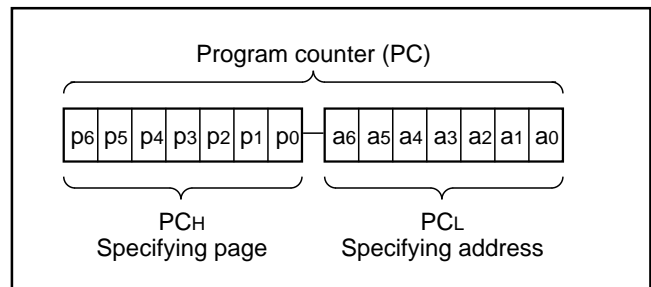 Program counter (PC)
p6 p5 p4 p3 p2 p1 p0 a6 a5 a4 a3 a2 a1 a0
PCH PCL
Specifying page Specifying address